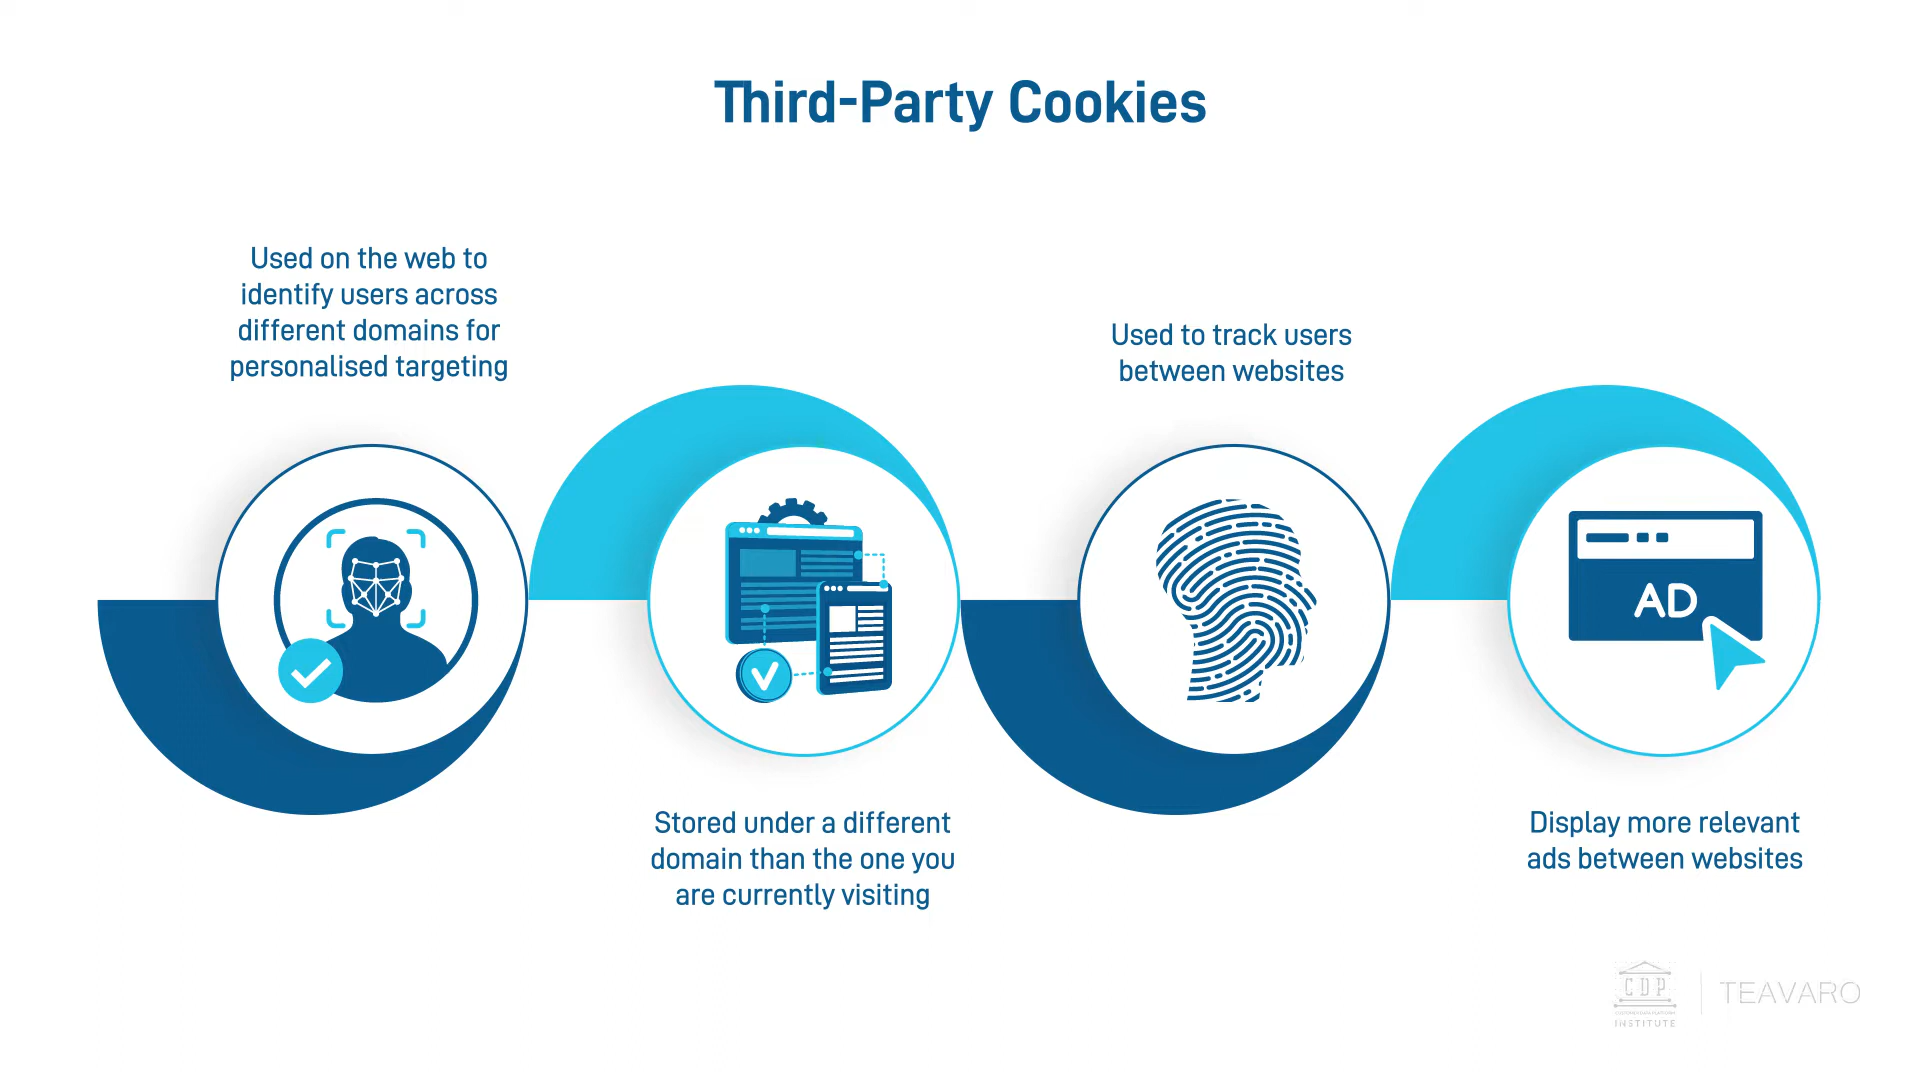 Third-Party Cookies
Used on the web to
identify users across
different domains for
personalised targeting
Stored under a different
domain than the one you
are currently visiting
Used to track users
between websites
AD
Display more relevant
ads between websites
CDP
INSTITUTE
TEAVARO